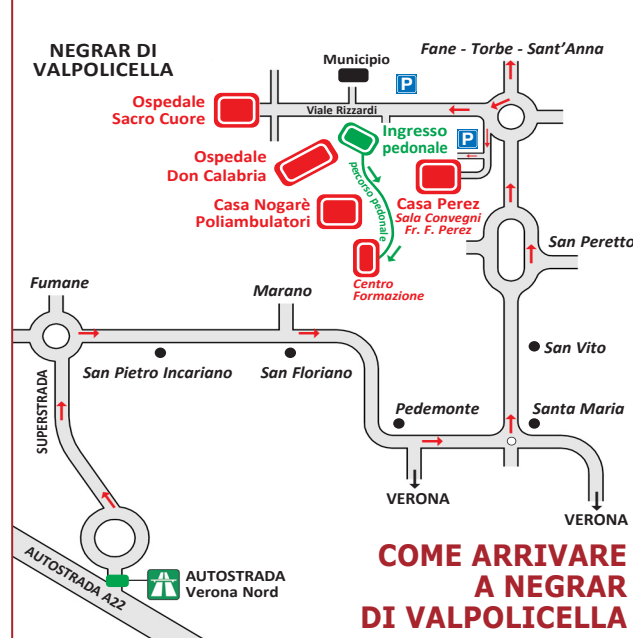 NEGRAR DI
VALPOLICELLA
Municipio
Fane - Torbe - Sant'Anna
P
Ospedale
Sacro Cuore
Viale Rizzardi
Ingresso
pedonale
P
Ospedale
Don Calabria
percorso pedonale
Casa Nogarè
Poliambulatori
Casa Perez
Sala Convegni
Fr. F. Perez
San Peretto
Centro
Formazione
Fumane
Marano
San Vito
San Pietro Incariano
San Floriano
SUPERSTRADA
Pedemonte
Santa Maria
VERONA
VERONA
AUTOSTRADA A22
AUTOSTRADA
Verona Nord
COME ARRIVARE
A NEGRAR
DI VALPOLICELLA